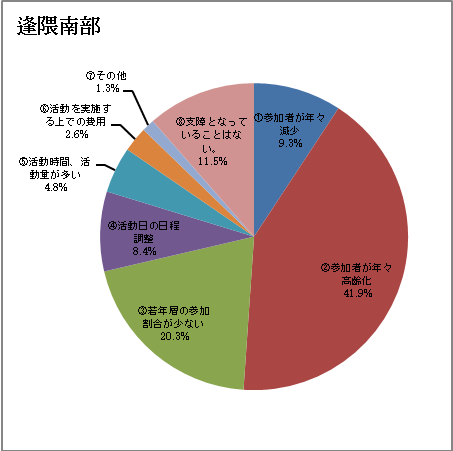 逢隈南部
①参加者が年々
減少
9.3%
②参加者が年々
高齢化
41.9%
③若年層の参加
割合が少ない
20.3%
④活動日の日程
調整
8.4%
⑤活動時間、活
動量が多い
4.8%
⑥活動を実施す
る上での費用
2.6%
⑦その他
1.3%
⑧支障となって
いることはな
い。
11.5%